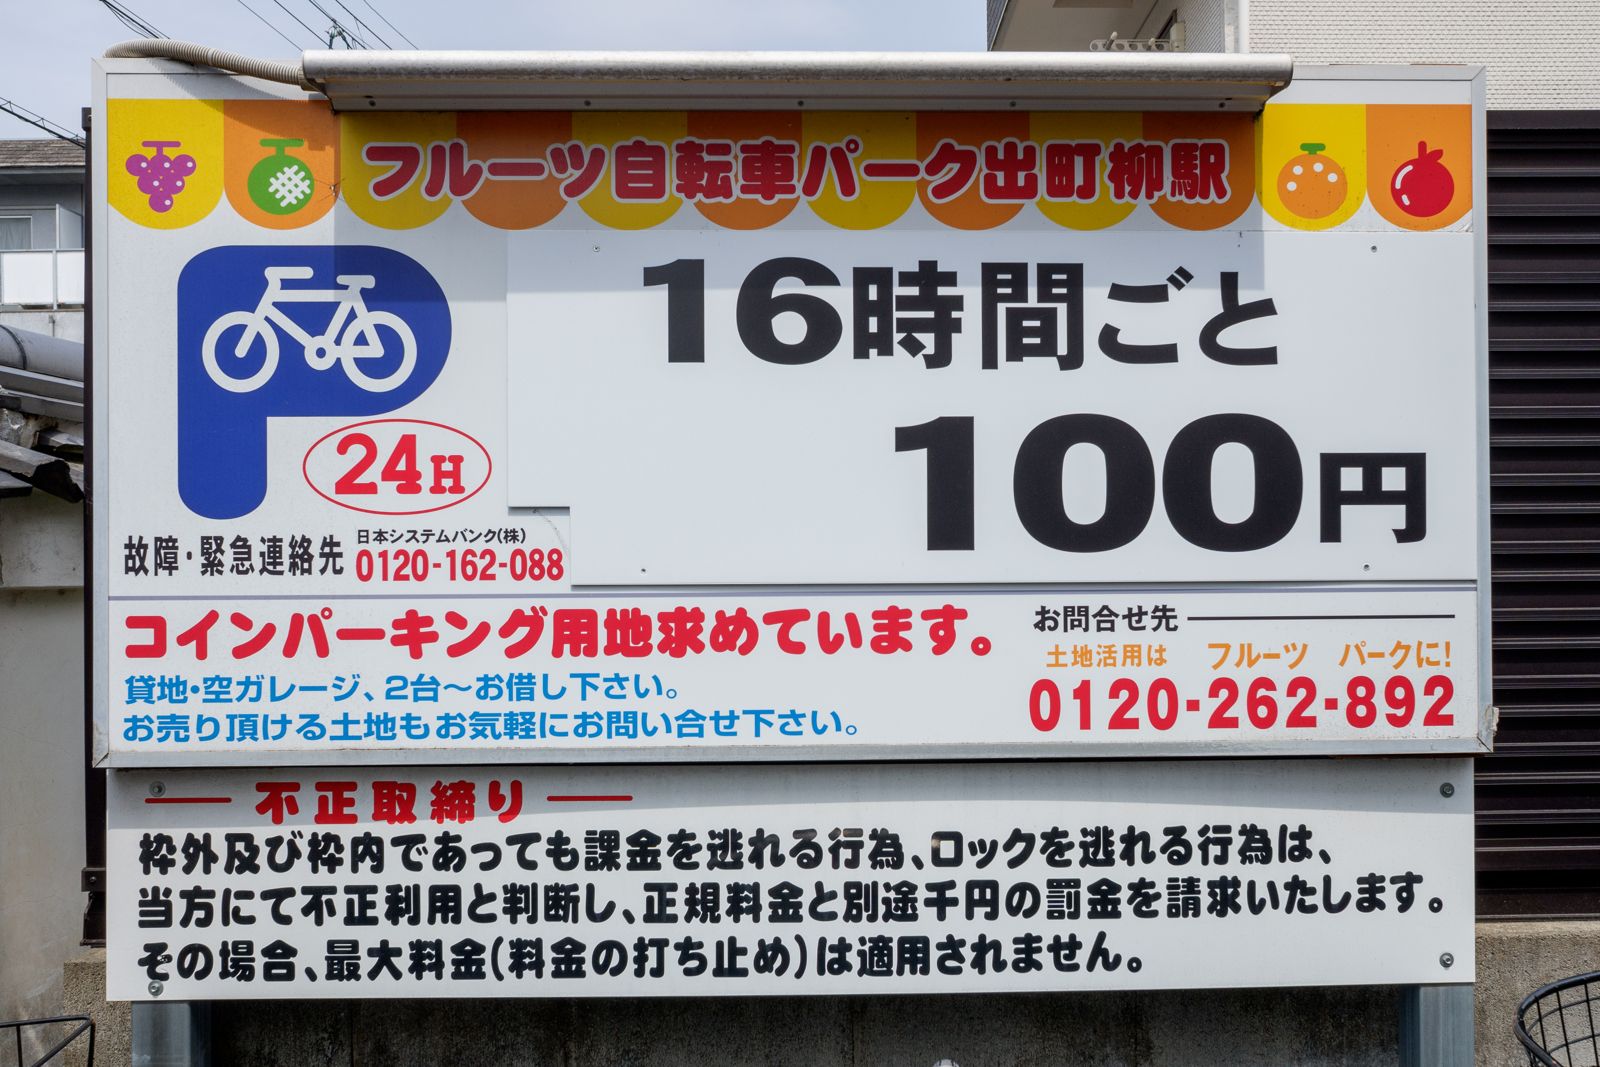 フルーツ自転車パーク出町柳駅
16時間ごと
100円
P
24H
故障・緊急連絡先
日本システムバンク(株)
0120-162-088
コインパーキング用地求めています。
貸地・空ガレージ、2台〜お借し下さい。
お売り頂ける土地もお気軽にお問い合せ下さい。
お問合せ先
土地活用は フルーツ パークに!
0120-262-892
不正取締り
枠外及び枠内であっても課金を逃れる行為、ロックを逃れる行為は、
当方にて不正利用と判断し、正規料金と別途千円の罰金を請求いたします。
その場合、最大料金(料金の打ち止め)は適用されません。